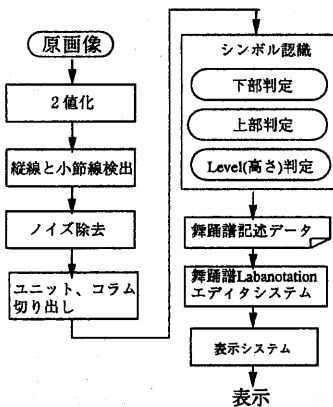 原画像
2値化
縦線と小節線検出
ノイズ除去
ユニット、コラム
切り出し
シンボル認識
下部判定
上部判定
Level(高さ)判定
舞踊譜記述データ
舞踊譜Labanotation
エディタシステム
表示システム
表示